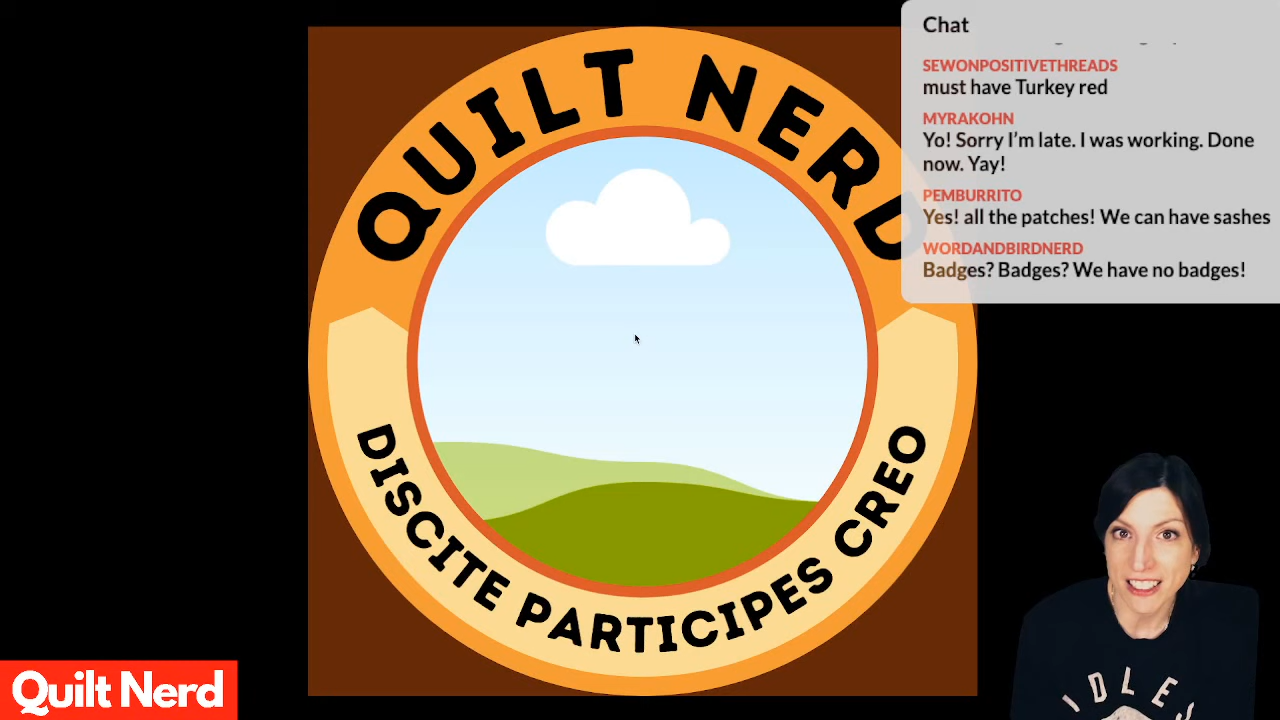 QUILT NERD
DISCITE PARTICIPES CREO
Chat
SEWONPOSITIVETHREADS
must have Turkey red
MYRAKOHN
Yo! Sorry I'm late. I was working. Done
now. Yay!
PEMBURRITO
Yes! all the patches! We can have sashes
WORDANDBIRDNERD
Badges? Badges? We have no badges!
IDLES
Quilt Nerd